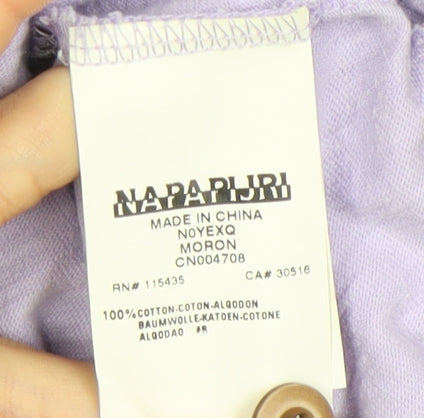 NAPAPIJRI
MADE IN CHINA
N0YEXQ
MORON
CN004708
RN# 115435 CA# 30516
100%COTTON-COTON-ALGODON
BAUMWOLLE-KATOEN-COTONE
ALGODAO #R